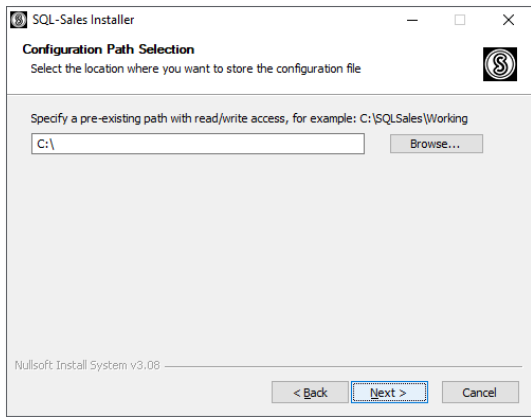 SQL-Sales Installer
Configuration Path Selection
Select the location where you want to store the configuration file
Specify a pre-existing path with read/write access, for example: C:\SQLSales\Working
C:\
Browse...
Nullsoft Install System v3.08
< Back
Next >
Cancel